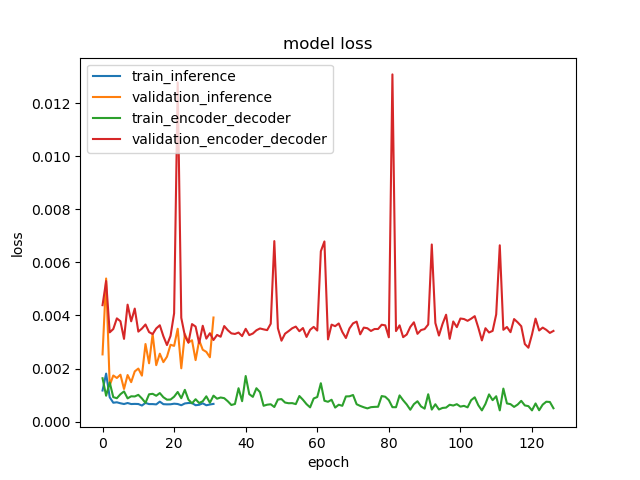 model loss
train_inference
validation_inference
train_encoder_decoder
validation_encoder_decoder
0.012
0.010
0.008
0.006
0.004
0.002
0.000
loss
0 20 40 60 80 100 120
epoch